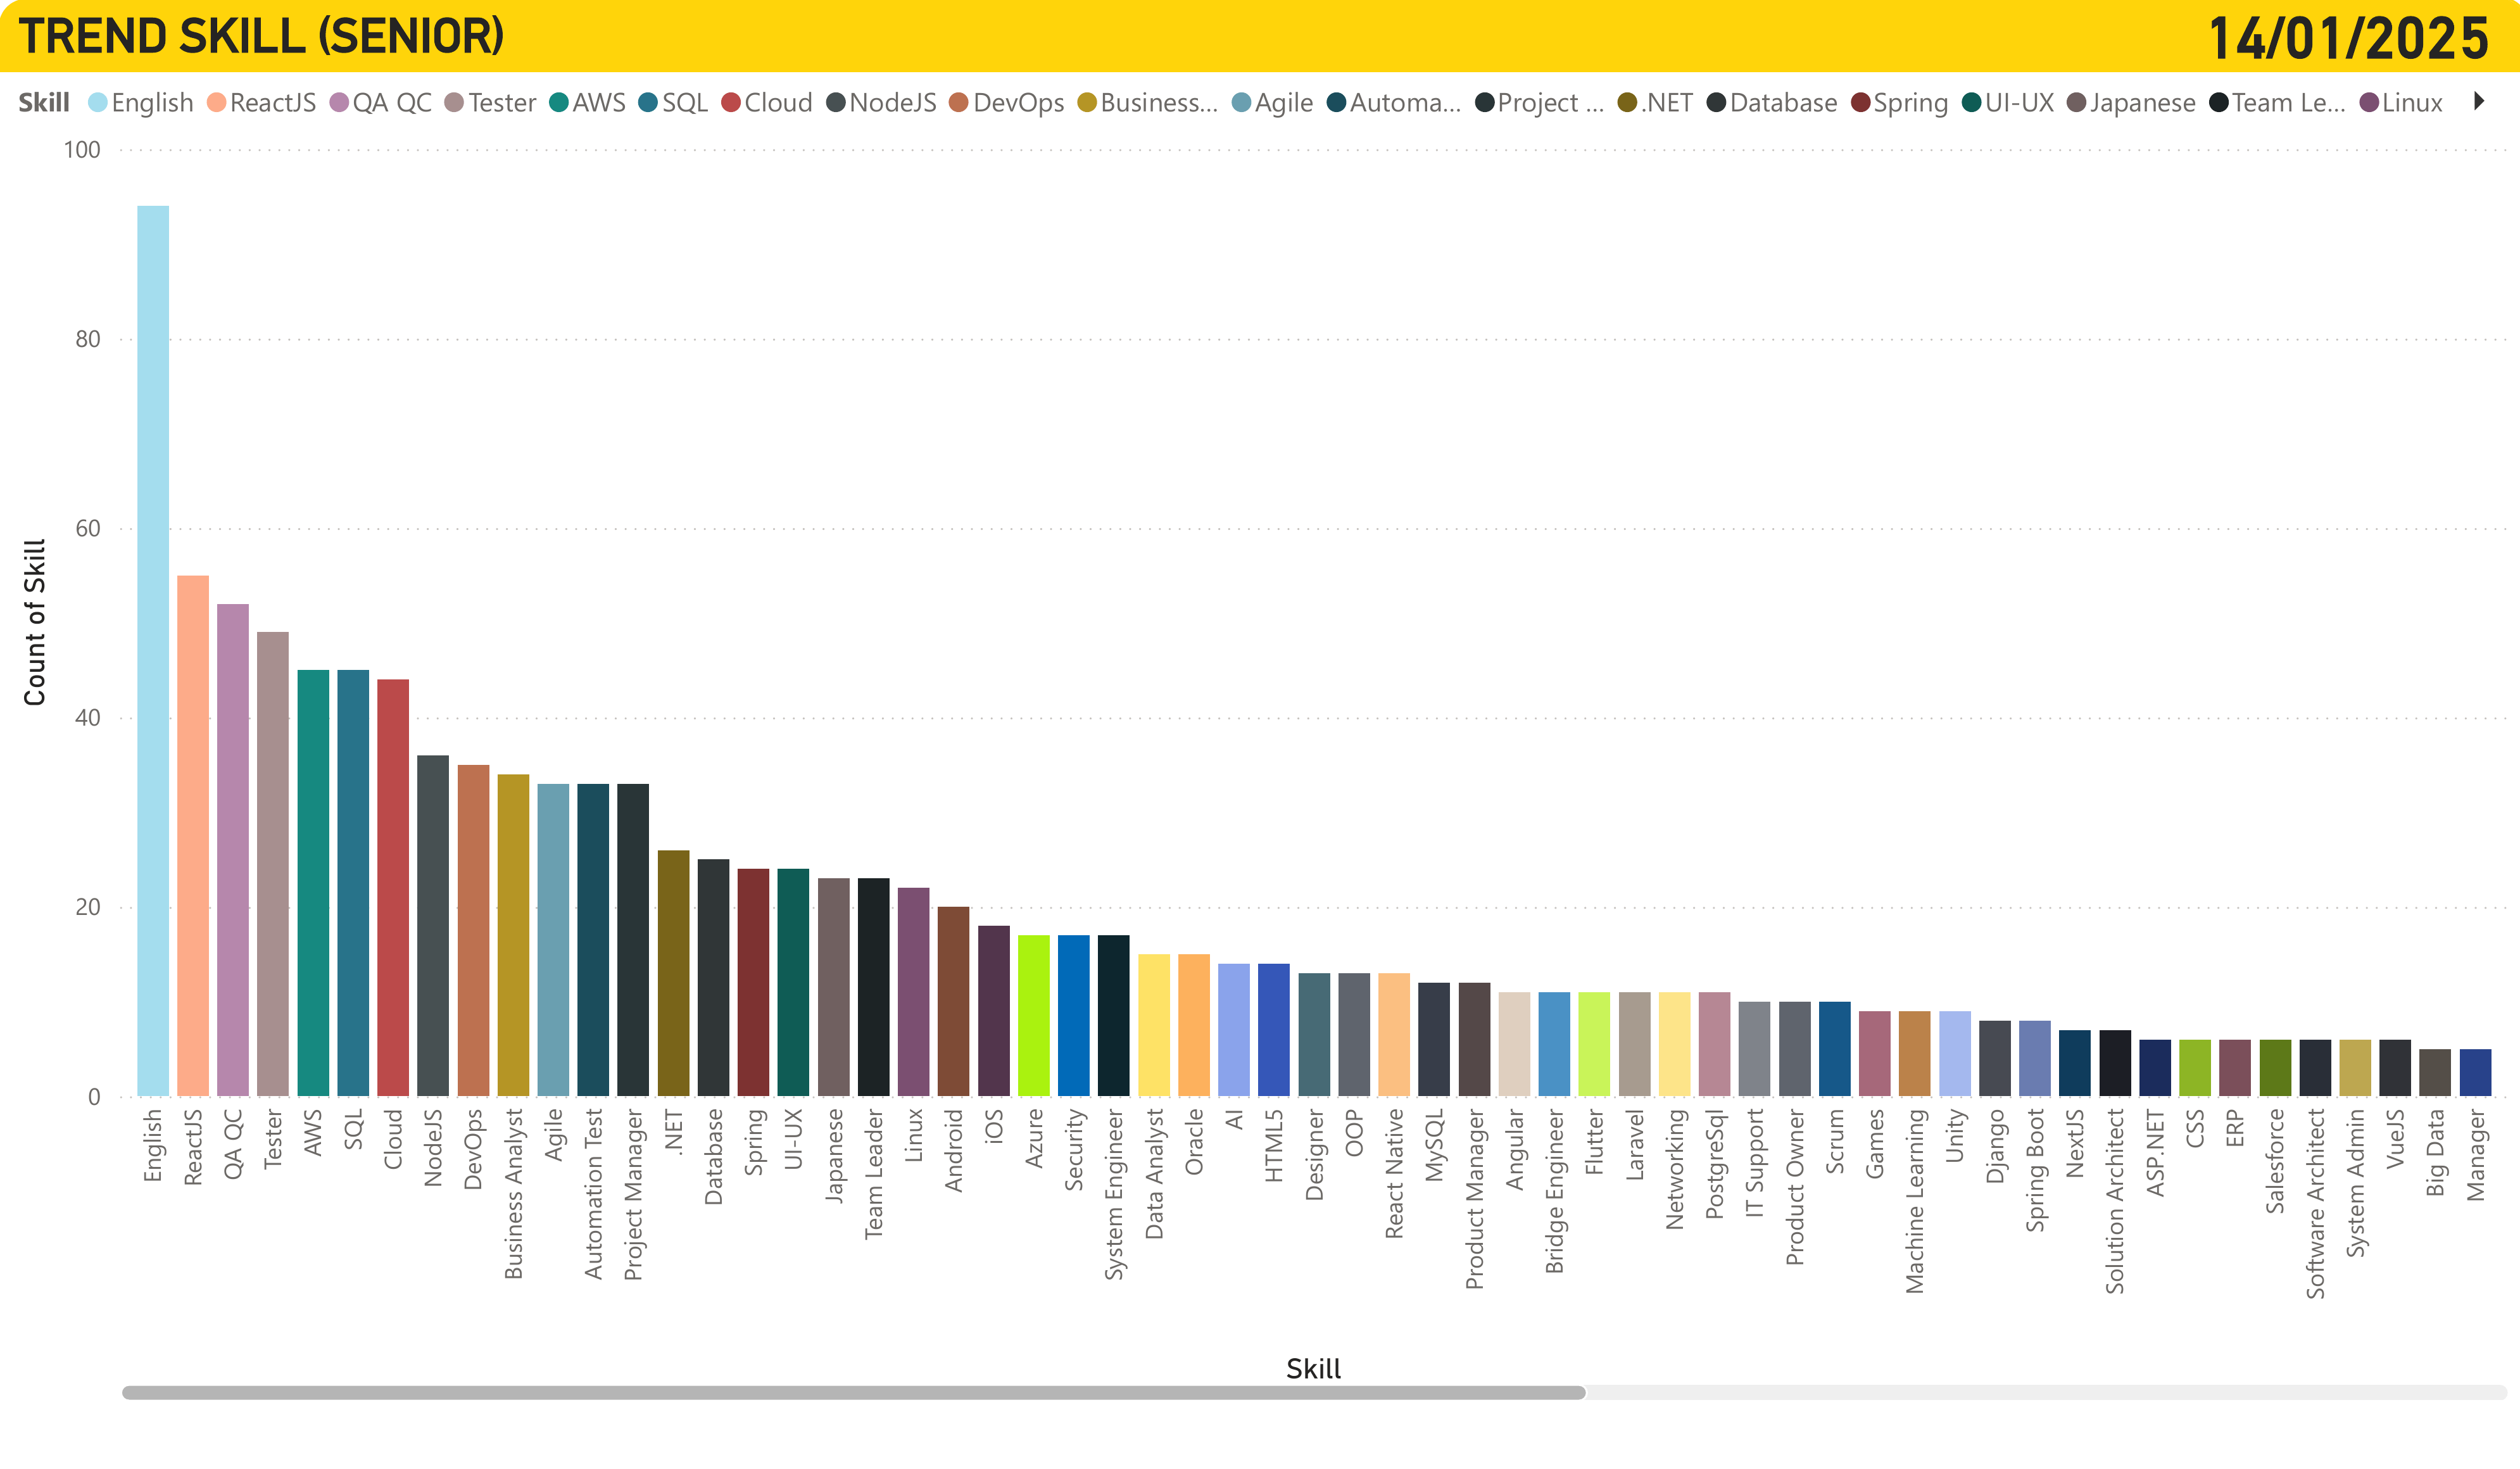 TREND SKILL (SENIOR)
14/01/2025
Skill English ReactJS QA QC Tester AWS SQL Cloud NodeJS DevOps Business... Agile Automa... Project ... .NET Database Spring UI-UX Japanese Team Le... Linux
100
80
60
40
20
0
Count of Skill
English
ReactJS
QA QC
Tester
AWS
SQL
Cloud
NodeJS
DevOps
Business Analyst
Agile
Automation Test
Project Manager
.NET
Database
Spring
UI-UX
Japanese
Team Leader
Linux
Android
iOS
Azure
Security
System Engineer
Data Analyst
Oracle
AI
HTML5
Designer
OOP
React Native
MySQL
Product Manager
Angular
Bridge Engineer
Flutter
Laravel
Networking
PostgreSql
IT Support
Product Owner
Scrum
Games
Machine Learning
Unity
Django
Spring Boot
NextJS
Solution Architect
ASP.NET
CSS
ERP
Salesforce
Software Architect
System Admin
VueJS
Big Data
Manager
Skill